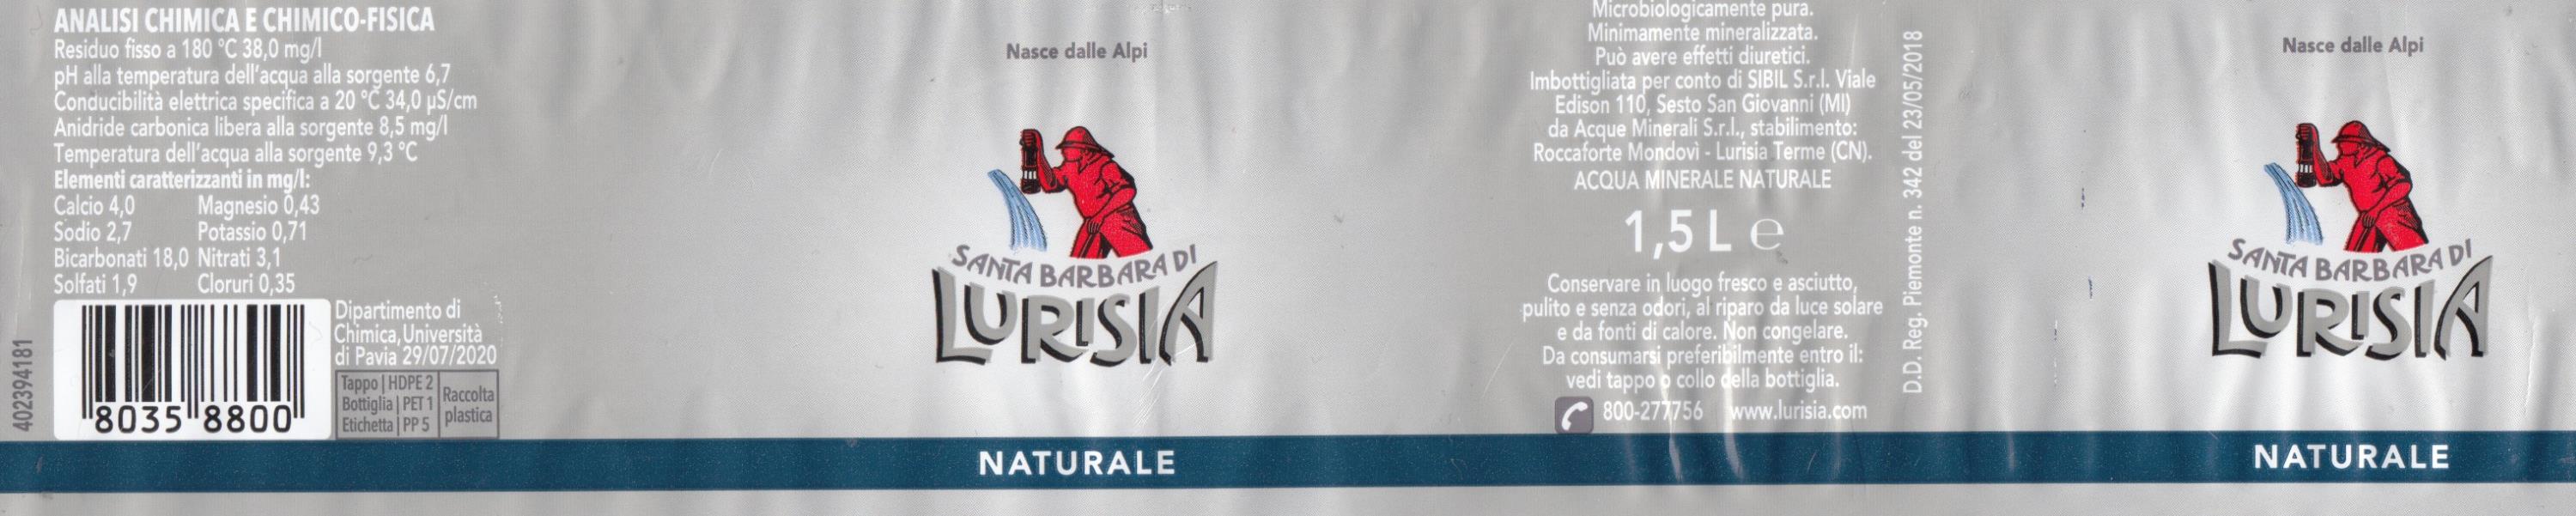 ANALISI CHIMICA E CHIMICO-FISICA
Residuo fisso a 180 °C 38,0 mg/l
pH alla temperatura dell'acqua alla sorgente 6,7
Conducibilità elettrica specifica a 20 °C 34,0 µS/cm
Anidride carbonica libera alla sorgente 8,5 mg/l
Temperatura dell'acqua alla sorgente 9,3 °C
Elementi caratterizzanti in mg/l:
Calcio 4,0 Magnesio 0,43
Sodio 2,7 Potassio 0,71
Bicarbonati 18,0 Nitrati 3,1
Solfati 1,9 Cloruri 0,35
4023394181
8035 8800
Dipartimento di
Chimica,Università
di Pavia 29/07/2020
Tappo | HDPE 2
Bottiglia | PET 1
Etichetta | PP 5
Raccolta
plastica
Nasce dalle Alpi
SANTA BARBARA DI
LURISIA
NATURALE
Microbiologicamente pura.
Minimamente mineralizzata.
Può avere effetti diuretici.
Imbottigliata per conto di SIBIL S.r.l. Viale
Edison 110, Sesto San Giovanni (MI)
da Acque Minerali S.r.l., stabilimento:
Roccaforte Mondovì - Lurisia Terme (CN).
ACQUA MINERALE NATURALE
1,5 L ℮
Conservare in luogo fresco e asciutto,
pulito e senza odori, al riparo da luce solare
e da fonti di calore. Non congelare.
Da consumarsi preferibilmente entro il:
vedi tappo o collo della bottiglia.
800-277756 www.lurisia.com
D.D. Reg. Piemonte n. 342 del 23/05/2018
Nasce dalle Alpi
SANTA BARBARA DI
LURISIA
NATURALE